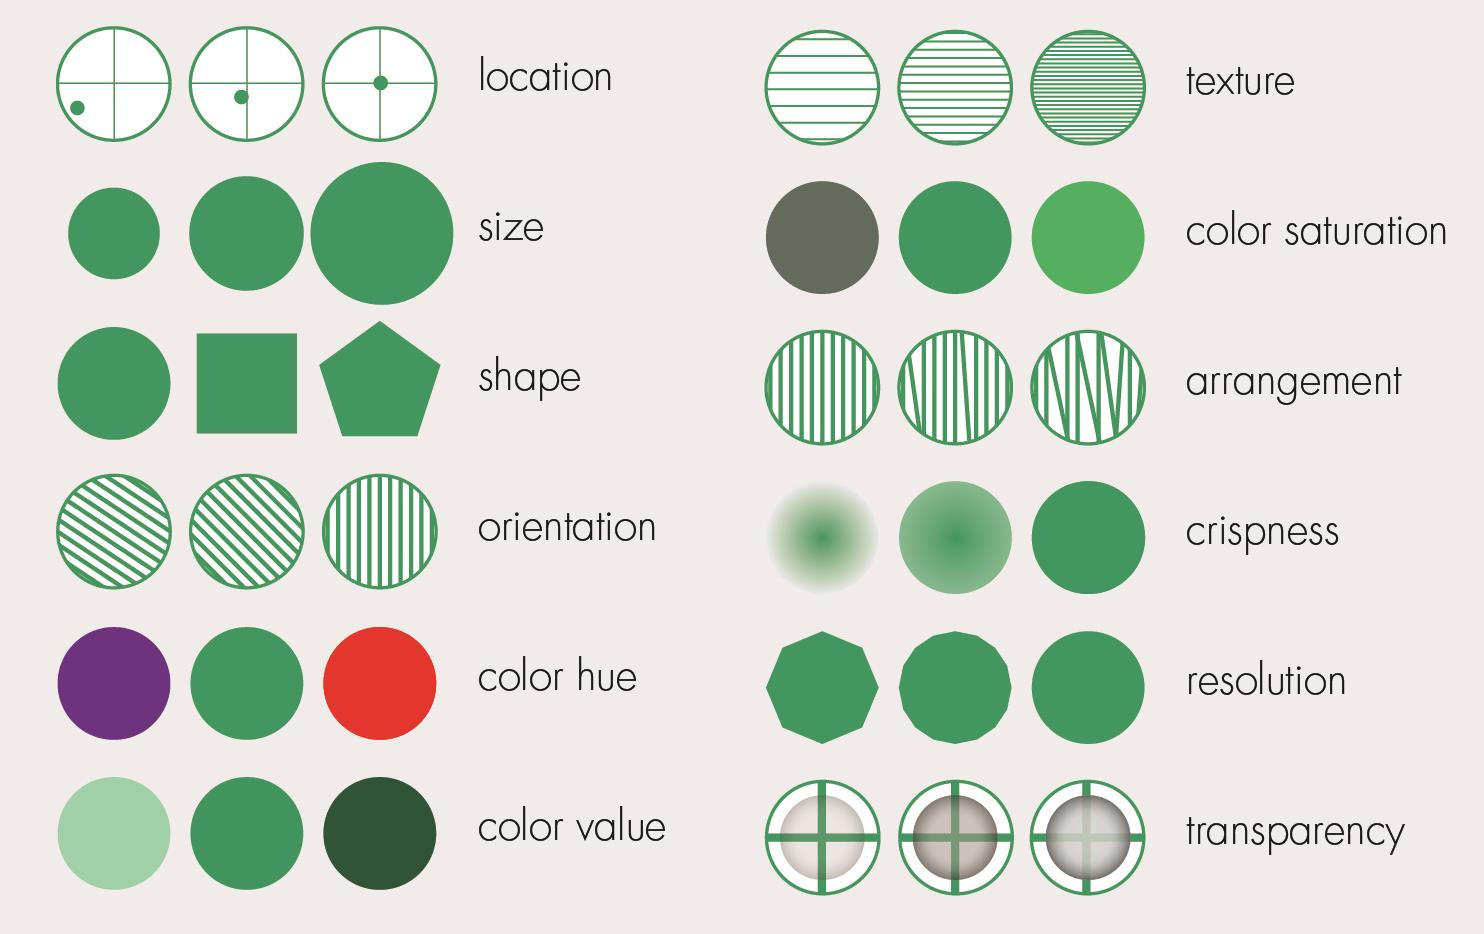 location
size
shape
orientation
color hue
color value
texture
color saturation
arrangement
crispness
resolution
transparency